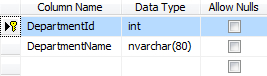 Column Name Data Type Allow Nulls
DepartmentId int
DepartmentName nvarchar(80)